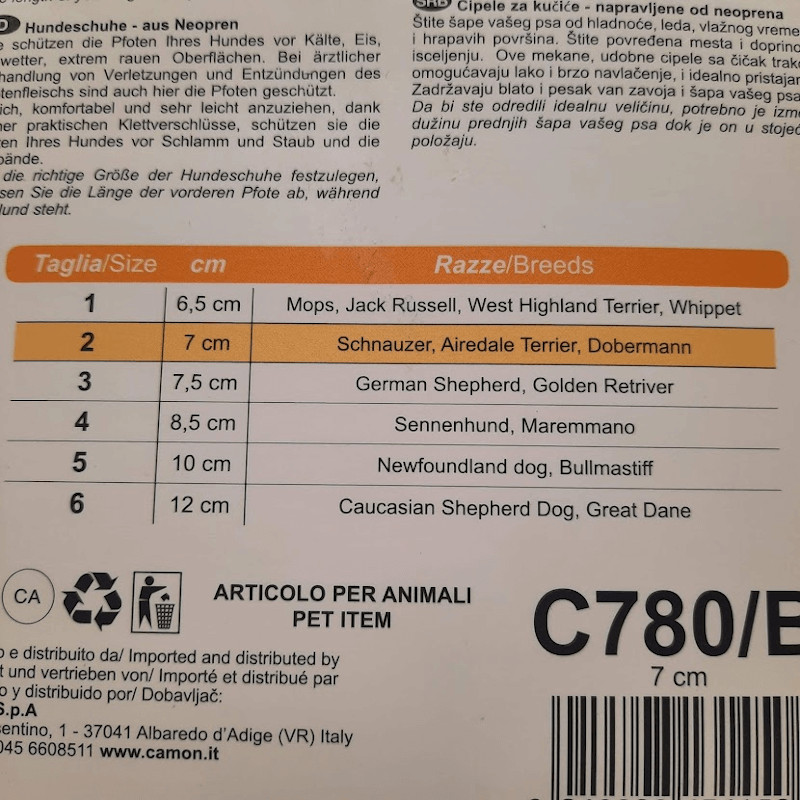 Hundeschuhe - aus Neopren
schützen die Pfoten Ihres Hundes vor Kälte, Eis,
wetter, extrem rauen Oberflächen. Bei ärztlicher
handlung von Verletzungen und Entzündungen des
tenfleischs sind auch hier die Pfoten geschützt.
ich, komfortabel und sehr leicht anzuziehen, dank
er praktischen Klettverschlüsse, schützen sie die
en Ihres Hundes vor Schlamm und Staub und die
bände.
die richtige Größe der Hundeschuhe festzulegen,
sen Sie die Länge der vorderen Pfote ab, während
Hund steht.
SRB Cipele za kučiće - napravljene od neoprena
Štite šape vašeg psa od hladnoće, leda, vlažnog vreme
i hrapavih površina. Štite povređena mesta i doprino
isceljenju. Ove mekane, udobne cipele sa čičak trako
omogućavaju lako i brzo navlačenje, i idealno pristajan
Zadržavaju blato i pesak van zavoja i šapa vašeg psa
Da bi ste odredili idealnu veličinu, potrebno je izme
dužinu prednjih šapa vašeg psa dok je on u stoječ
položaju.
Taglia/Size cm Razze/Breeds
1 6,5 cm Mops, Jack Russell, West Highland Terrier, Whippet
2 7 cm Schnauzer, Airedale Terrier, Dobermann
3 7,5 cm German Shepherd, Golden Retriver
4 8,5 cm Sennenhund, Maremmano
5 10 cm Newfoundland dog, Bullmastiff
6 12 cm Caucasian Shepherd Dog, Great Dane
CA
ARTICOLO PER ANIMALI
PET ITEM
C780/B
7 cm
o e distribuito da/ Imported and distributed by
t und vertrieben von/ Importé et distribué par
o y distribuido por/ Dobavljač:
S.p.A
sentino, 1 - 37041 Albaredo d'Adige (VR) Italy
045 6608511 www.camon.it